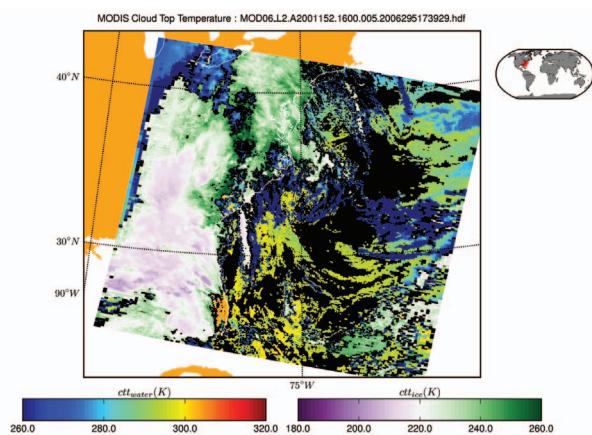 MODIS Cloud Top Temperature : MOD06_L2.A2001152.1600.005.2006295173929.hdf
40°N
30°N
90°W
75°W
ctt_water(K) ctt_ice(K)
260.0 280.0 300.0 320.0 180.0 200.0 220.0 240.0 260.0